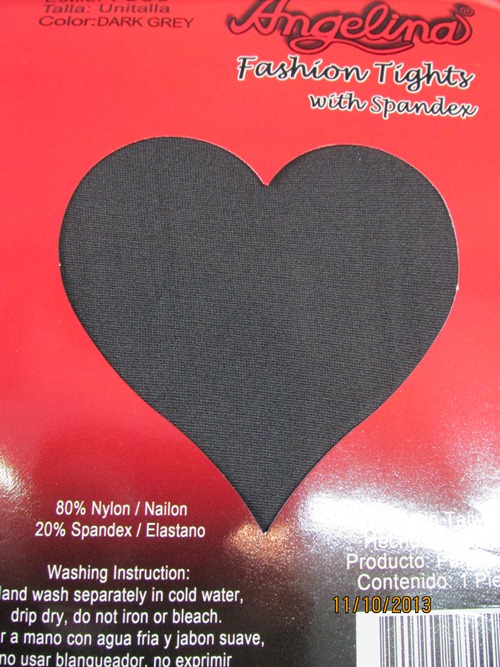 Talla: Unitalla
Color:DARK GREY
Angelina®
Fashion Tights
with Spandex
80% Nylon / Nailon
20% Spandex / Elastano
Washing Instruction:
Hand wash separately in cold water,
drip dry, do not iron or bleach.
r a mano con agua fria y jabon suave,
no usar blanqueador, no exprimir
Producto:
Contenido: 1
11/10/2013